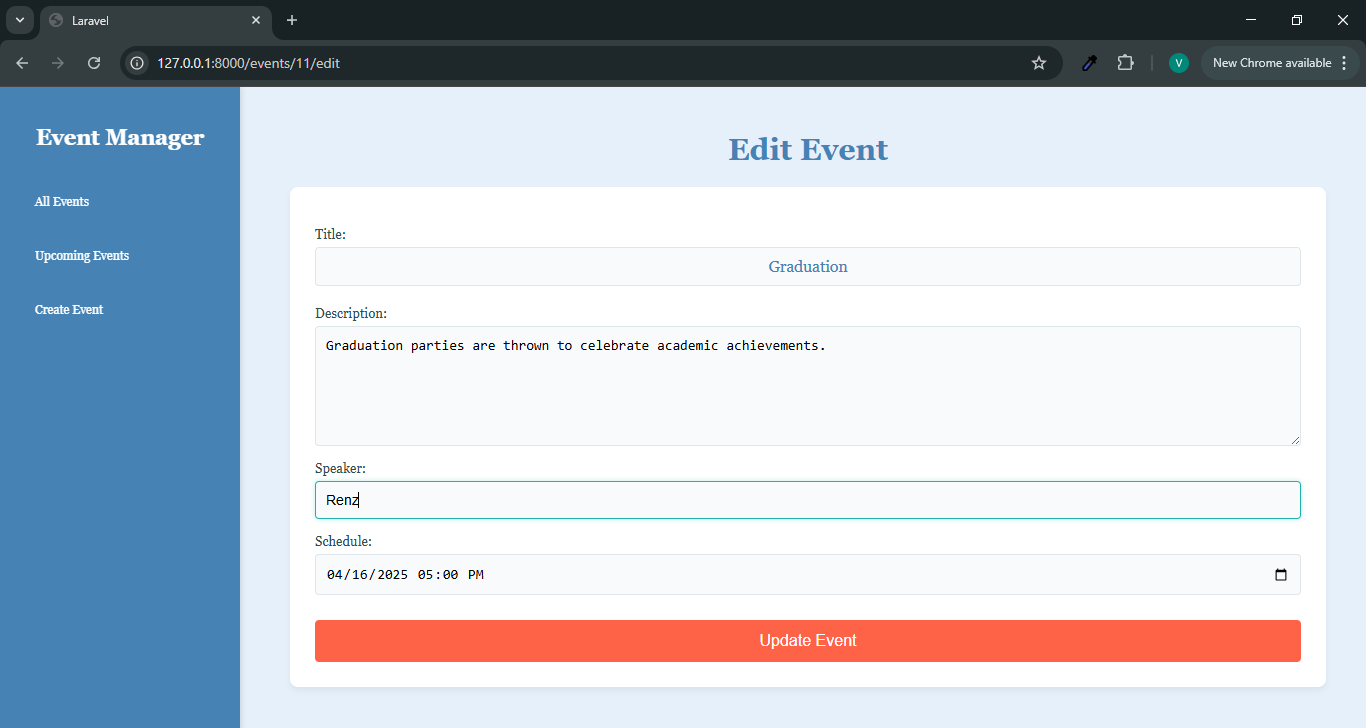 Laravel
127.0.0.1:8000/events/11/edit
V
New Chrome available
Event Manager
All Events
Upcoming Events
Create Event
Edit Event
Title:
Graduation
Description:
Graduation parties are thrown to celebrate academic achievements.
Speaker:
Renz
Schedule:
04/16/2025 05:00 PM
Update Event